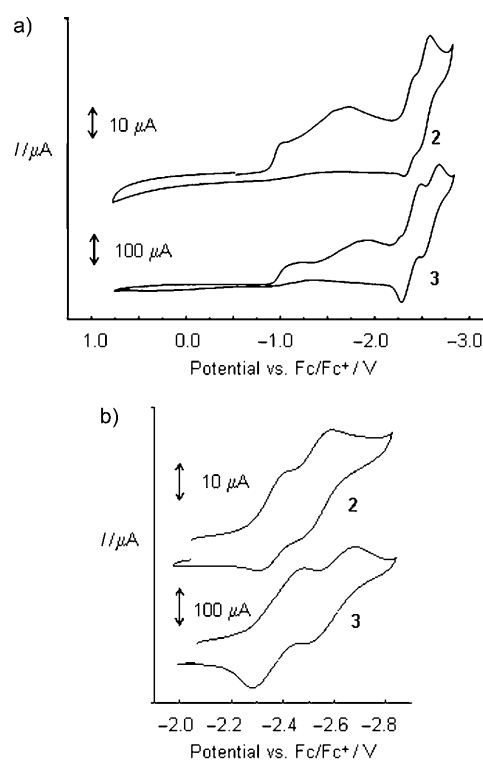 a)
10 µA
2
I/µA
100 µA
3
1.0 0.0 −1.0 −2.0 −3.0
Potential vs. Fc/Fc+/ V
b)
10 µA
2
I/µA
100 µA
3
−2.0 −2.2 −2.4 −2.6 −2.8
Potential vs. Fc/Fc+/ V